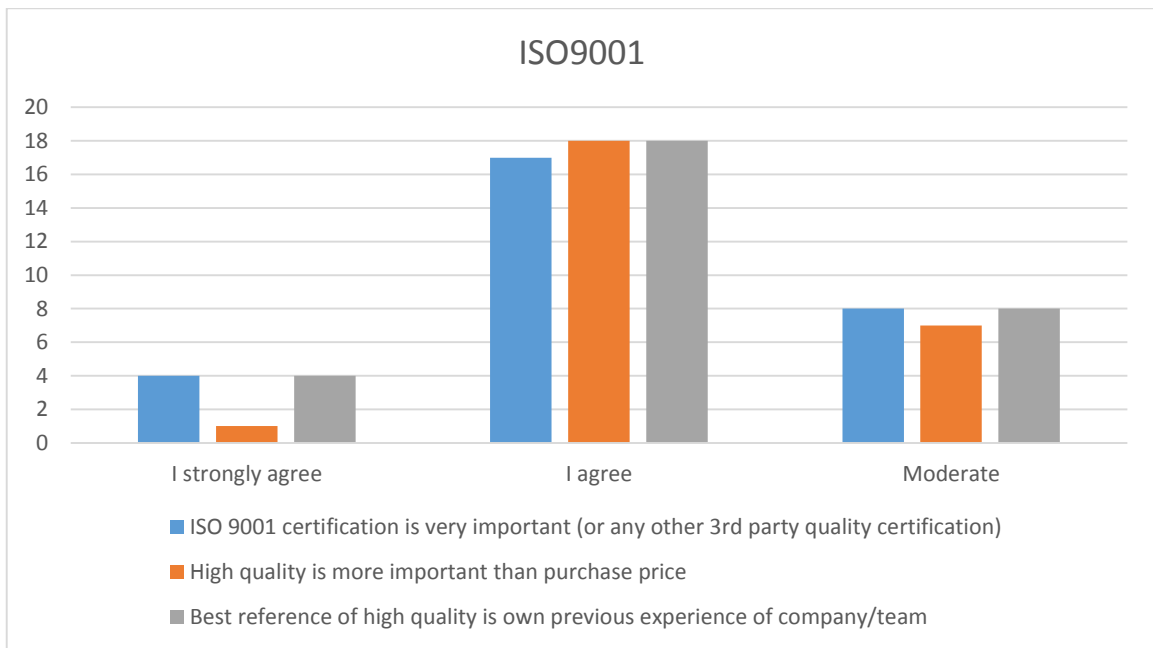 ISO9001
20
18
16
14
12
10
8
6
4
2
0
I strongly agree I agree Moderate
ISO 9001 certification is very important (or any other 3rd party quality certification)
High quality is more important than purchase price
Best reference of high quality is own previous experience of company/team